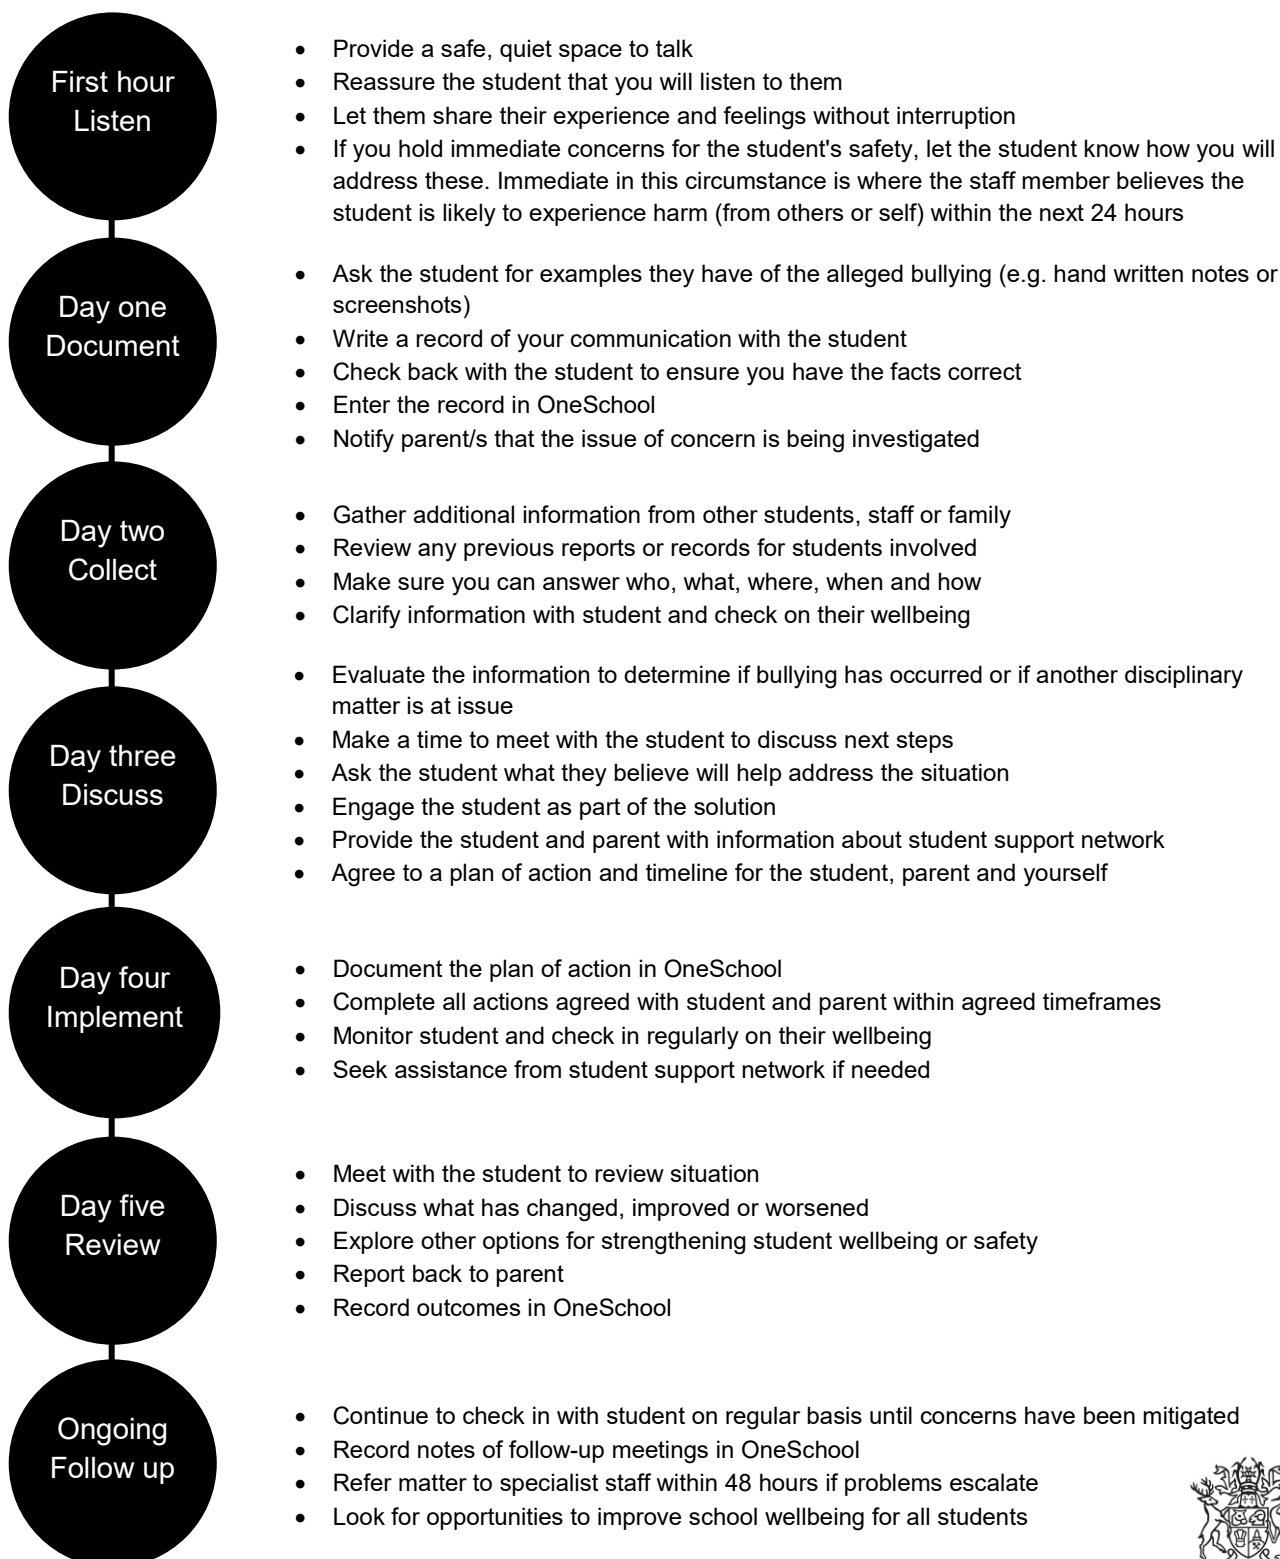 First hour
Listen
• Provide a safe, quiet space to talk
• Reassure the student that you will listen to them
• Let them share their experience and feelings without interruption
• If you hold immediate concerns for the student's safety, let the student know how you will
address these. Immediate in this circumstance is where the staff member believes the
student is likely to experience harm (from others or self) within the next 24 hours
Day one
Document
• Ask the student for examples they have of the alleged bullying (e.g. hand written notes or
screenshots)
• Write a record of your communication with the student
• Check back with the student to ensure you have the facts correct
• Enter the record in OneSchool
• Notify parent/s that the issue of concern is being investigated
Day two
Collect
• Gather additional information from other students, staff or family
• Review any previous reports or records for students involved
• Make sure you can answer who, what, where, when and how
• Clarify information with student and check on their wellbeing
Day three
Discuss
• Evaluate the information to determine if bullying has occurred or if another disciplinary
matter is at issue
• Make a time to meet with the student to discuss next steps
• Ask the student what they believe will help address the situation
• Engage the student as part of the solution
• Provide the student and parent with information about student support network
• Agree to a plan of action and timeline for the student, parent and yourself
Day four
Implement
• Document the plan of action in OneSchool
• Complete all actions agreed with student and parent within agreed timeframes
• Monitor student and check in regularly on their wellbeing
• Seek assistance from student support network if needed
Day five
Review
• Meet with the student to review situation
• Discuss what has changed, improved or worsened
• Explore other options for strengthening student wellbeing or safety
• Report back to parent
• Record outcomes in OneSchool
Ongoing
Follow up
• Continue to check in with student on regular basis until concerns have been mitigated
• Record notes of follow-up meetings in OneSchool
• Refer matter to specialist staff within 48 hours if problems escalate
• Look for opportunities to improve school wellbeing for all students